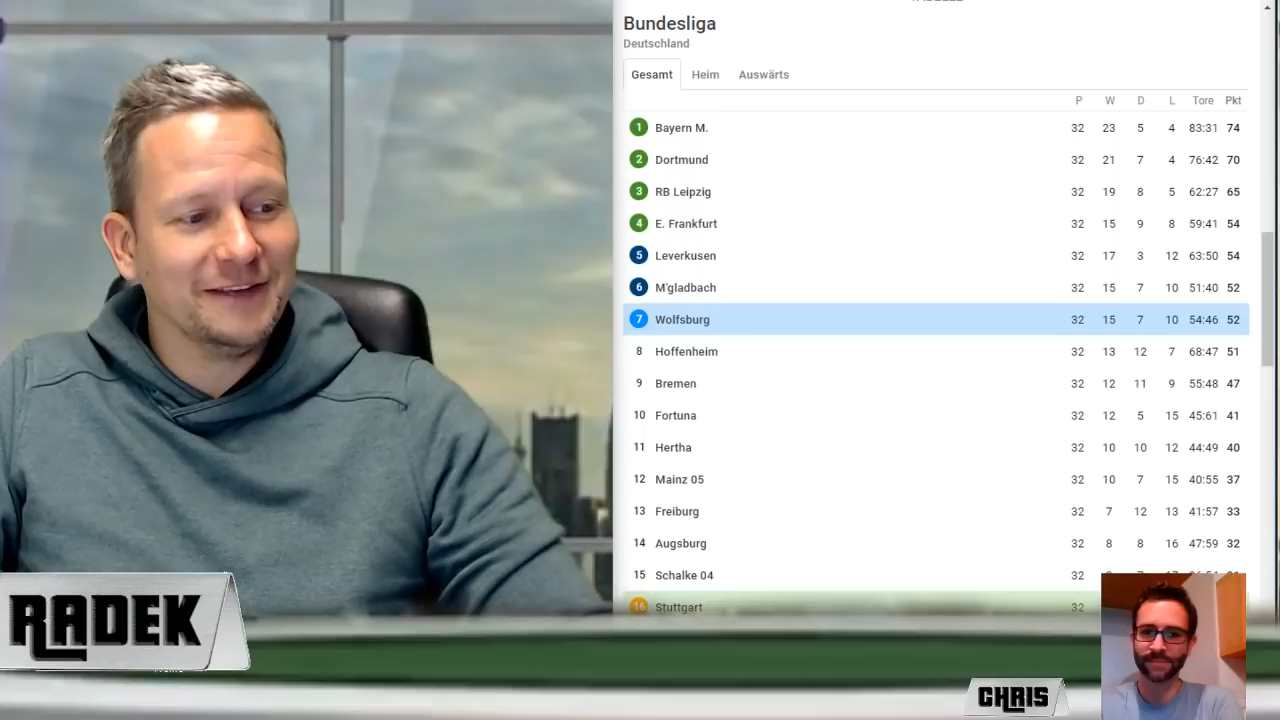 Bundesliga
Deutschland
Gesamt Heim Auswärts
P W D L Tore Pkt
1 Bayern M. 32 23 5 4 83:31 74
2 Dortmund 32 21 7 4 76:42 70
3 RB Leipzig 32 19 8 5 62:27 65
4 E. Frankfurt 32 15 9 8 59:41 54
5 Leverkusen 32 17 3 12 63:50 54
6 M'gladbach 32 15 7 10 51:40 52
7 Wolfsburg 32 15 7 10 54:46 52
8 Hoffenheim 32 13 12 7 68:47 51
9 Bremen 32 12 11 9 55:48 47
10 Fortuna 32 12 5 15 45:61 41
11 Hertha 32 10 10 12 44:49 40
12 Mainz 05 32 10 7 15 40:55 37
13 Freiburg 32 7 12 13 41:57 33
14 Augsburg 32 8 8 16 47:59 32
15 Schalke 04 32
16 Stuttgart 32
RADEK
CHRIS